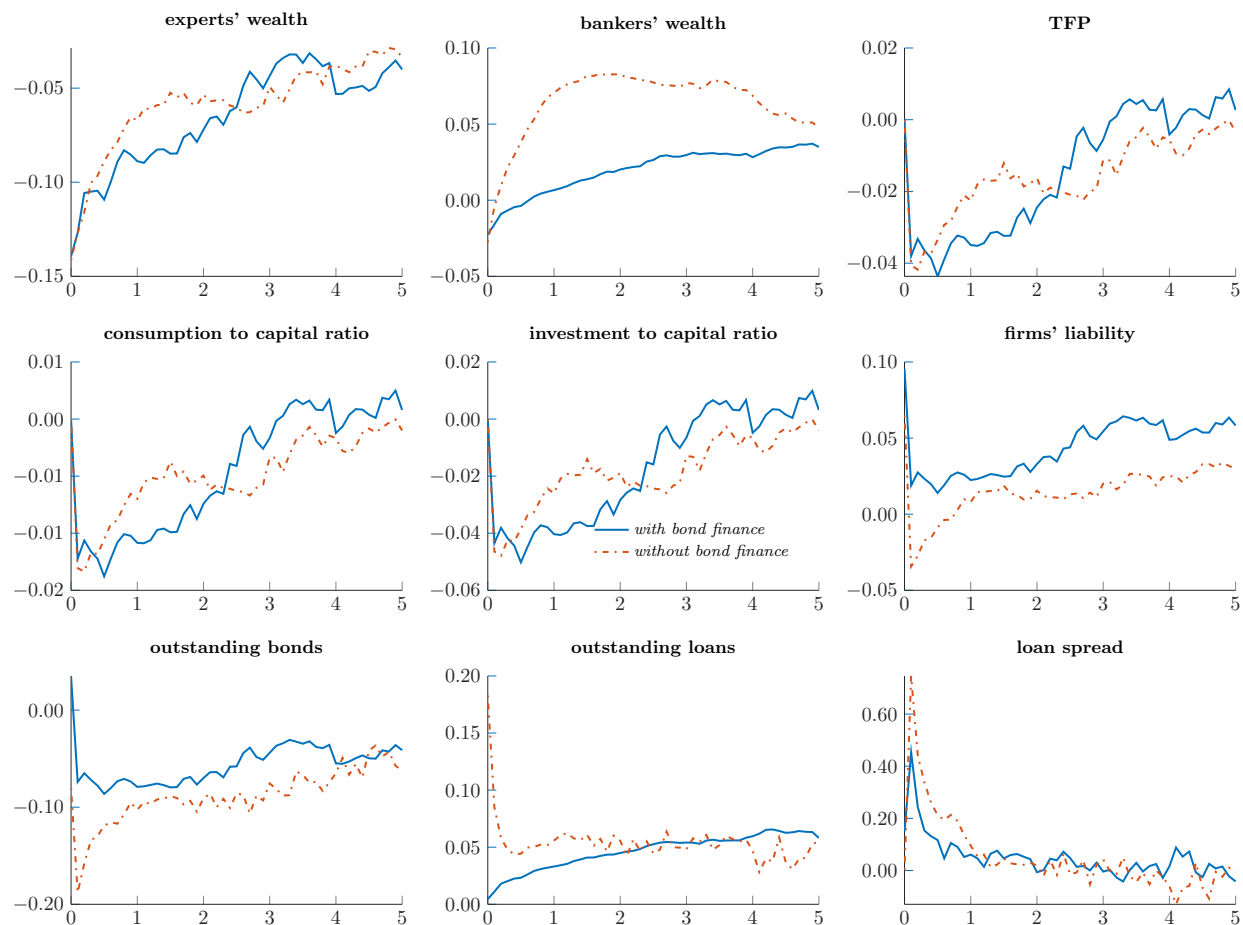 experts' wealth
bankers' wealth
TFP
−0.05
−0.10
−0.15
0 1 2 3 4 5
0.10
0.05
0.00
−0.05
0 1 2 3 4 5
0.02
0.00
−0.02
−0.04
0 1 2 3 4 5
consumption to capital ratio
investment to capital ratio
firms' liability
0.01
0.00
−0.01
−0.01
−0.02
0 1 2 3 4 5
0.02
0.00
−0.02
−0.04
−0.06
with bond finance
without bond finance
0 1 2 3 4 5
0.10
0.05
0.00
−0.05
0 1 2 3 4 5
outstanding bonds
outstanding loans
loan spread
0.00
−0.10
−0.20
0 1 2 3 4 5
0.20
0.15
0.10
0.05
0.00
0 1 2 3 4 5
0.60
0.40
0.20
0.00
0 1 2 3 4 5